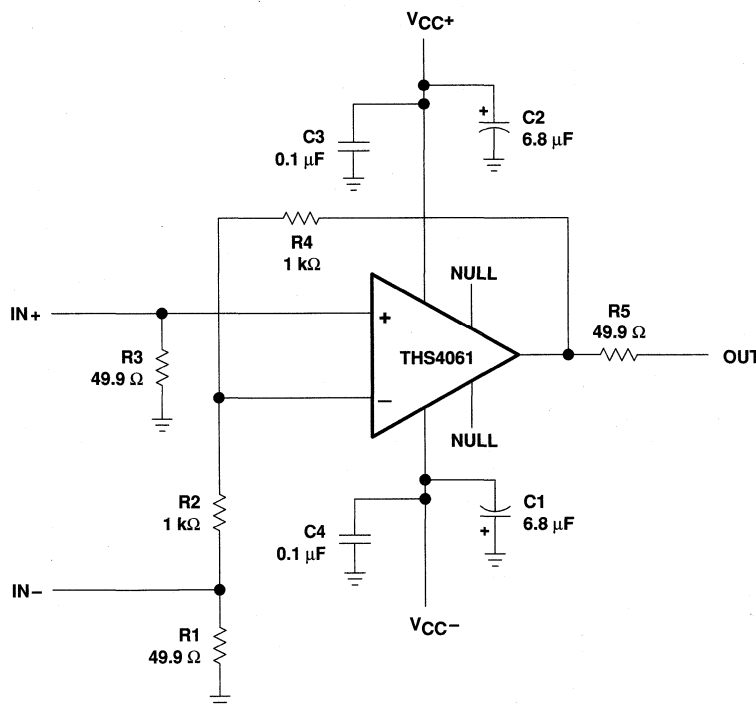 VCC+
C2
6.8 μF
+
C3
0.1 μF
R4
1 kΩ
NULL
IN+
+
R5
49.9 Ω
R3
49.9 Ω
THS4061
OUT
−
NULL
R2
1 kΩ
C1
6.8 μF
+
C4
0.1 μF
IN−
VCC−
R1
49.9 Ω